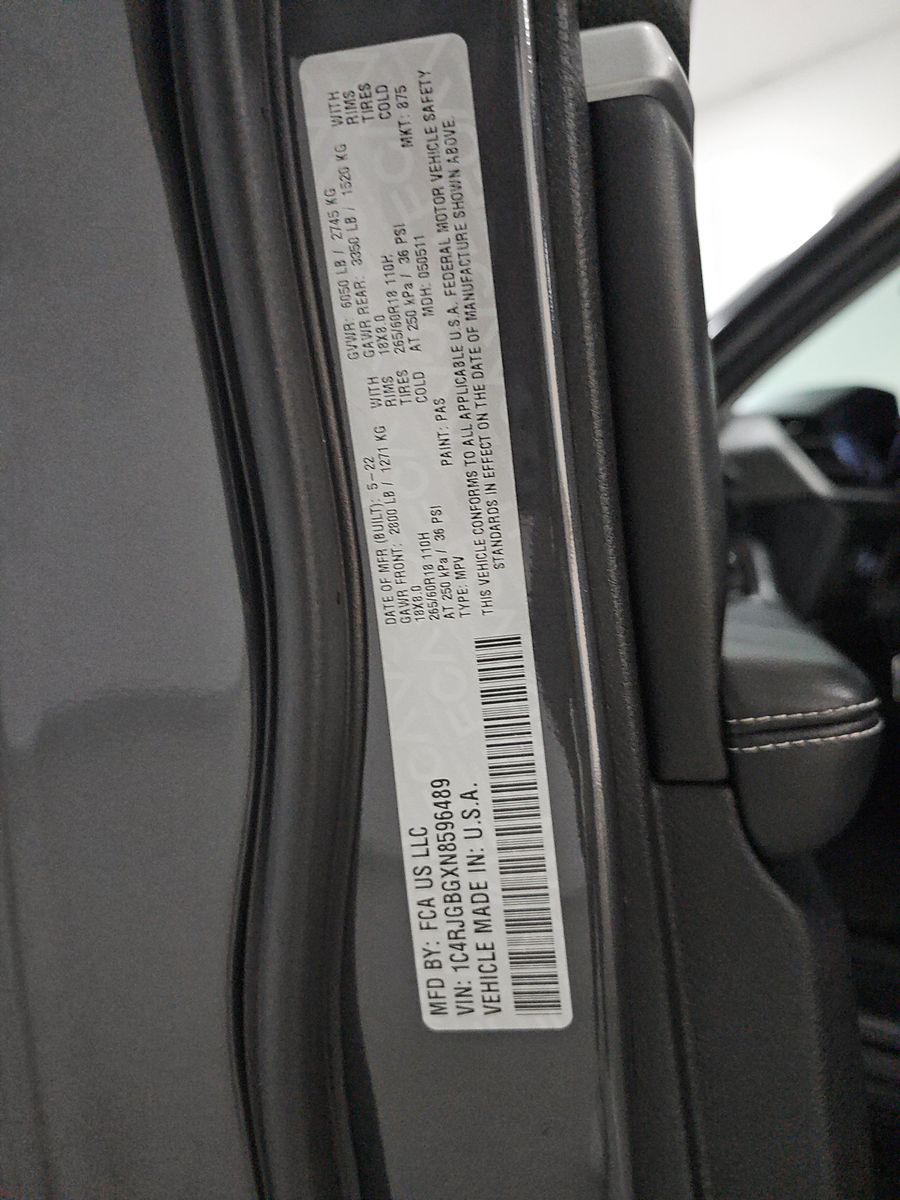 MFD BY: FCA US LLC
VIN: 1C4RJGBGXN8596489
VEHICLE MADE IN: U.S.A.
DATE OF MFR (BUILT): 5-22
GVWR: 6050 LB / 2745 KG
GAWR FRONT: 2800 LB / 1271 KG WITH
GAWR REAR: 3350 LB / 1520 KG WITH
18X8.0 RIMS
18X8.0 RIMS
265/60R18 110H TIRES
265/60R18 110H TIRES
AT 250 kPa / 36 PSI COLD
AT 250 kPa / 36 PSI COLD
TYPE: MPV PAINT: PAS MDH: 050511 MKT: 875
THIS VEHICLE CONFORMS TO ALL APPLICABLE U.S.A. FEDERAL MOTOR VEHICLE SAFETY
STANDARDS IN EFFECT ON THE DATE OF MANUFACTURE SHOWN ABOVE.